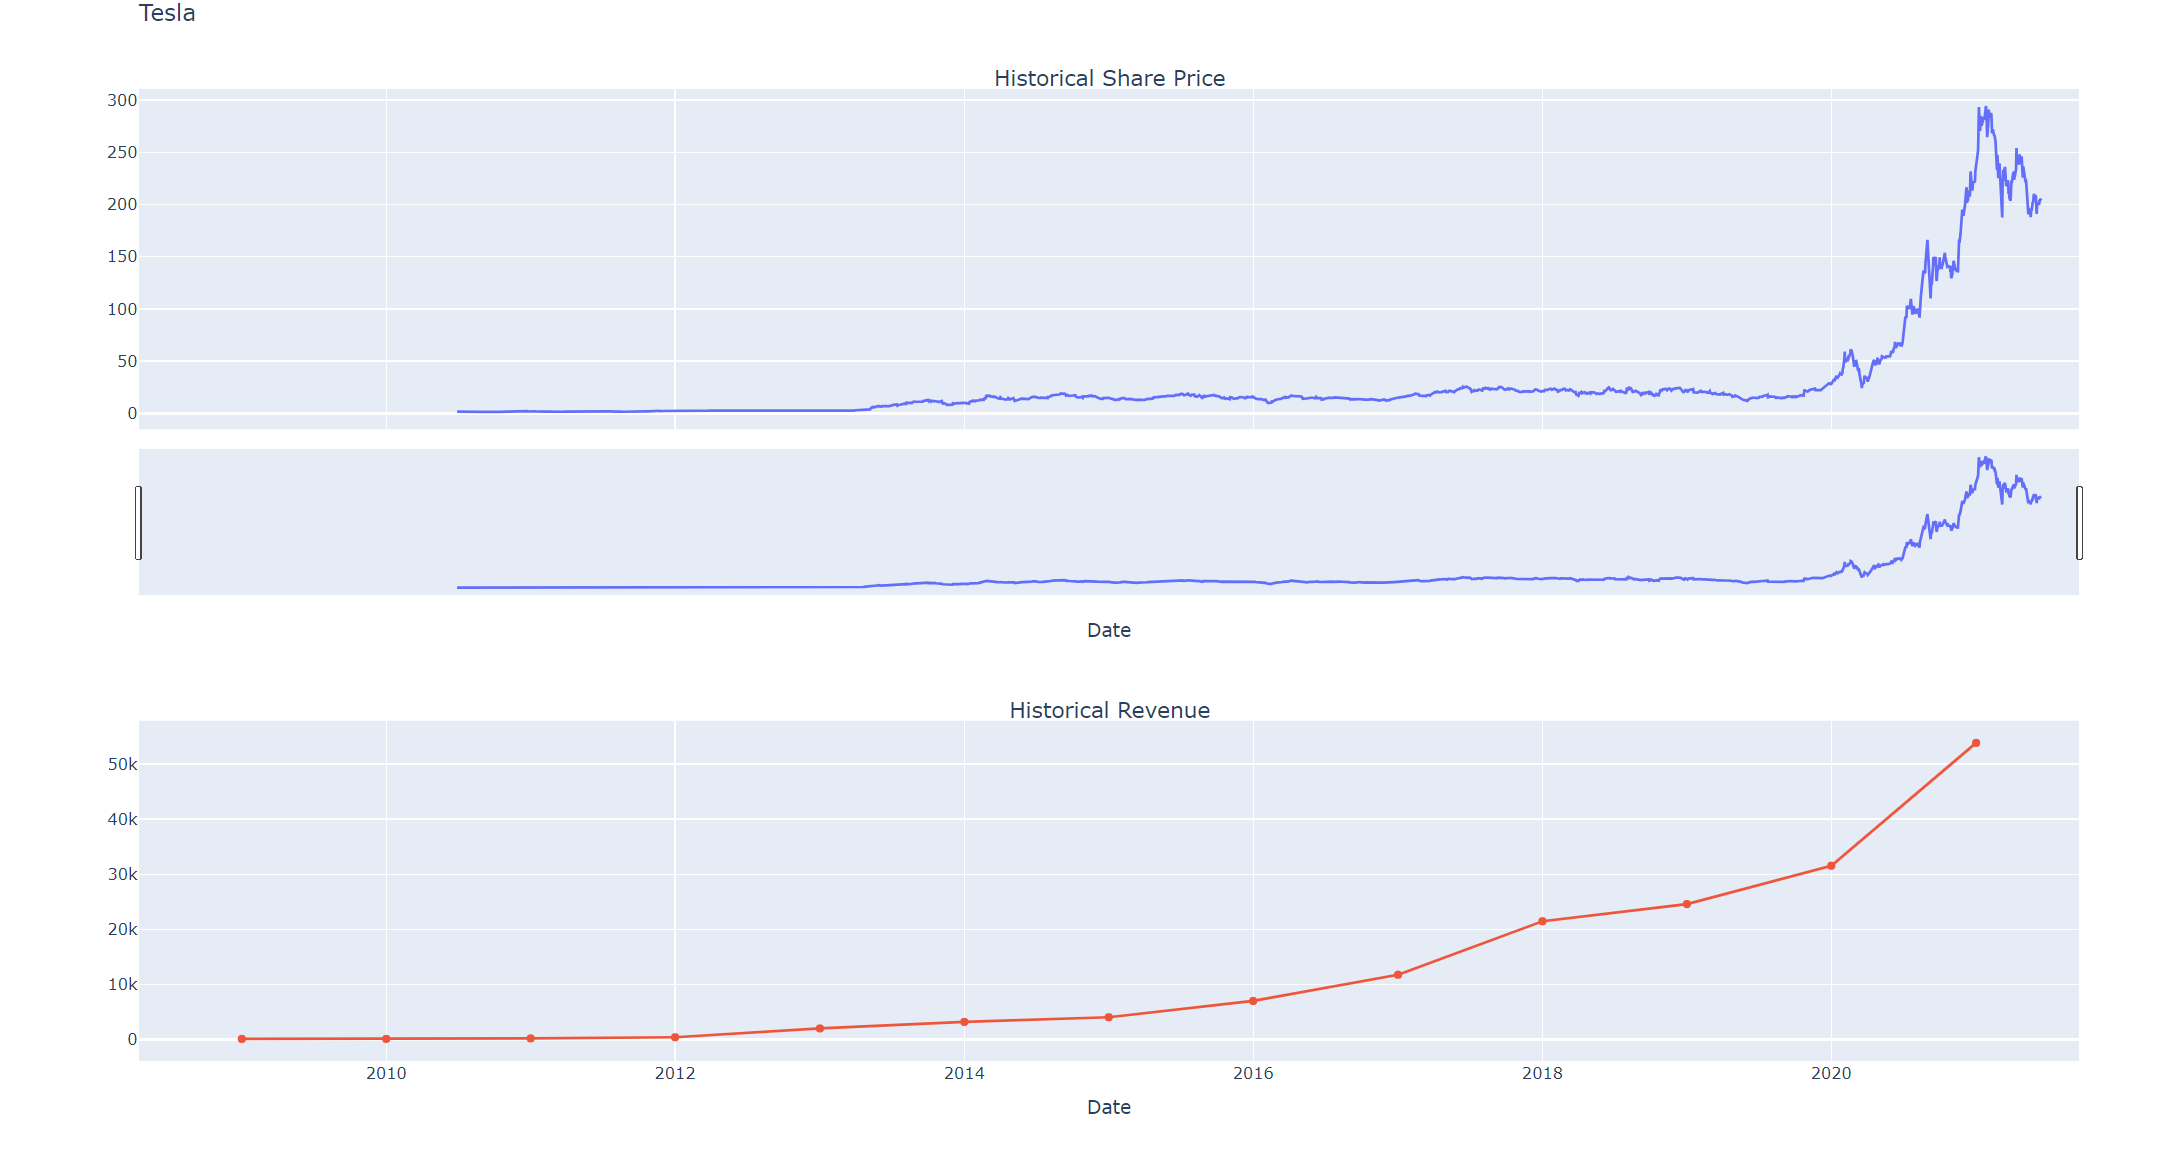 Tesla
Historical Share Price
300
250
200
150
100
50
0
Date
Historical Revenue
50k
40k
30k
20k
10k
0
2010 2012 2014 2016 2018 2020
Date